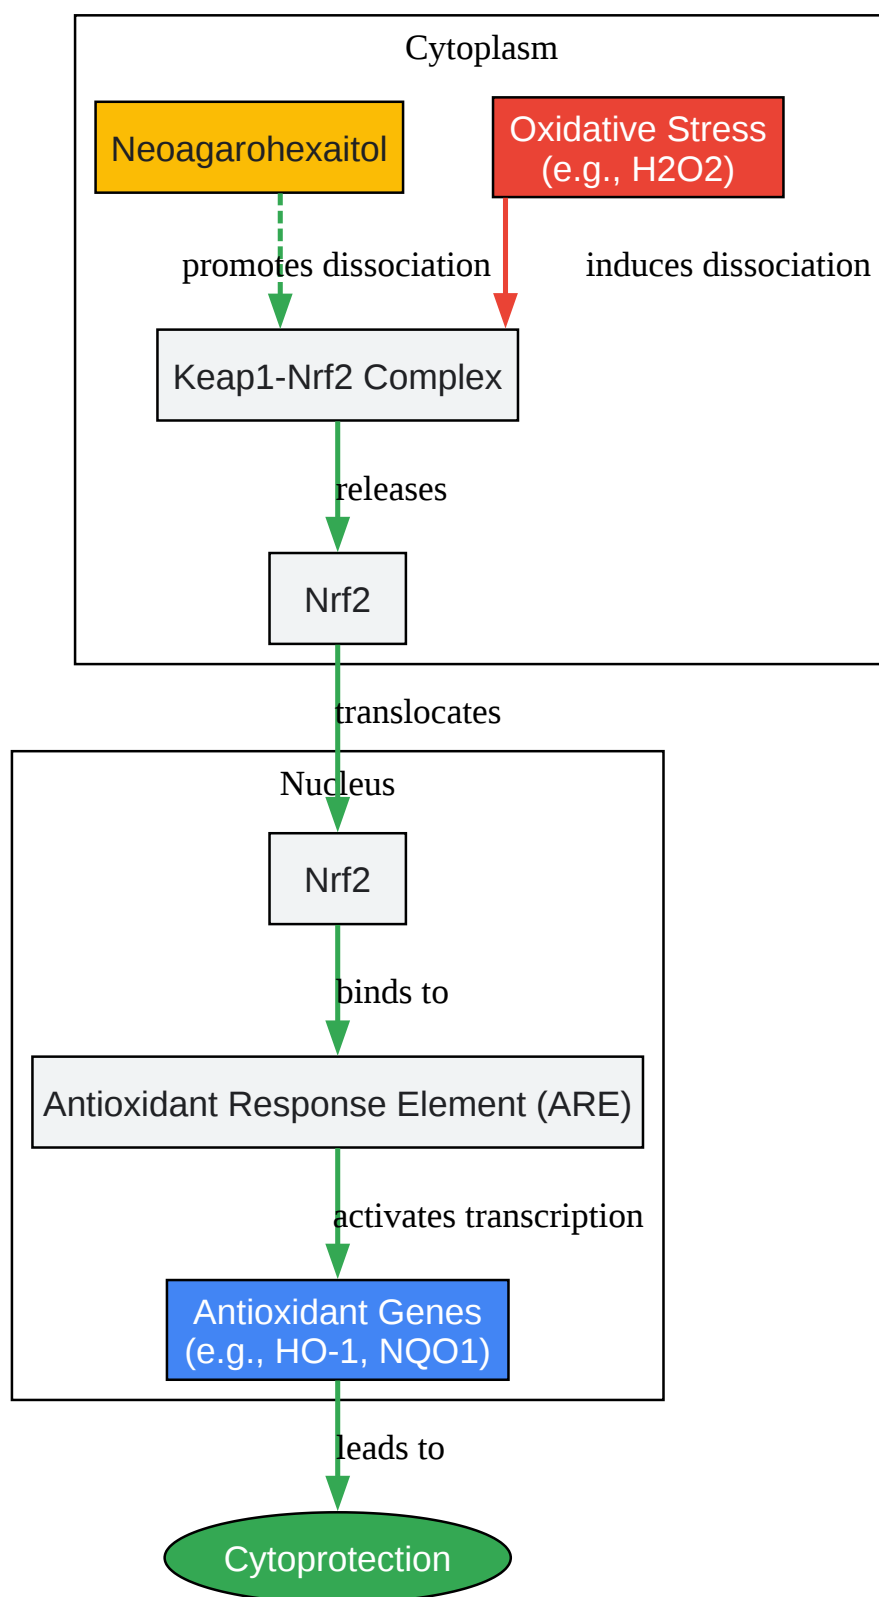 Cytoplasm
Neoagarohexaitol
Oxidative Stress
(e.g., H2O2)
promotes dissociation
induces dissociation
Keap1-Nrf2 Complex
releases
Nrf2
translocates
Nucleus
Nrf2
binds to
Antioxidant Response Element (ARE)
activates transcription
Antioxidant Genes
(e.g., HO-1, NQO1)
leads to
Cytoprotection